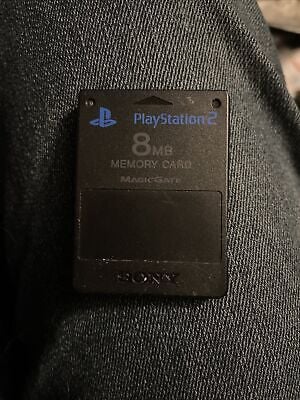 PlayStation 2
8MB
MEMORY CARD
MAGICGATE
SONY